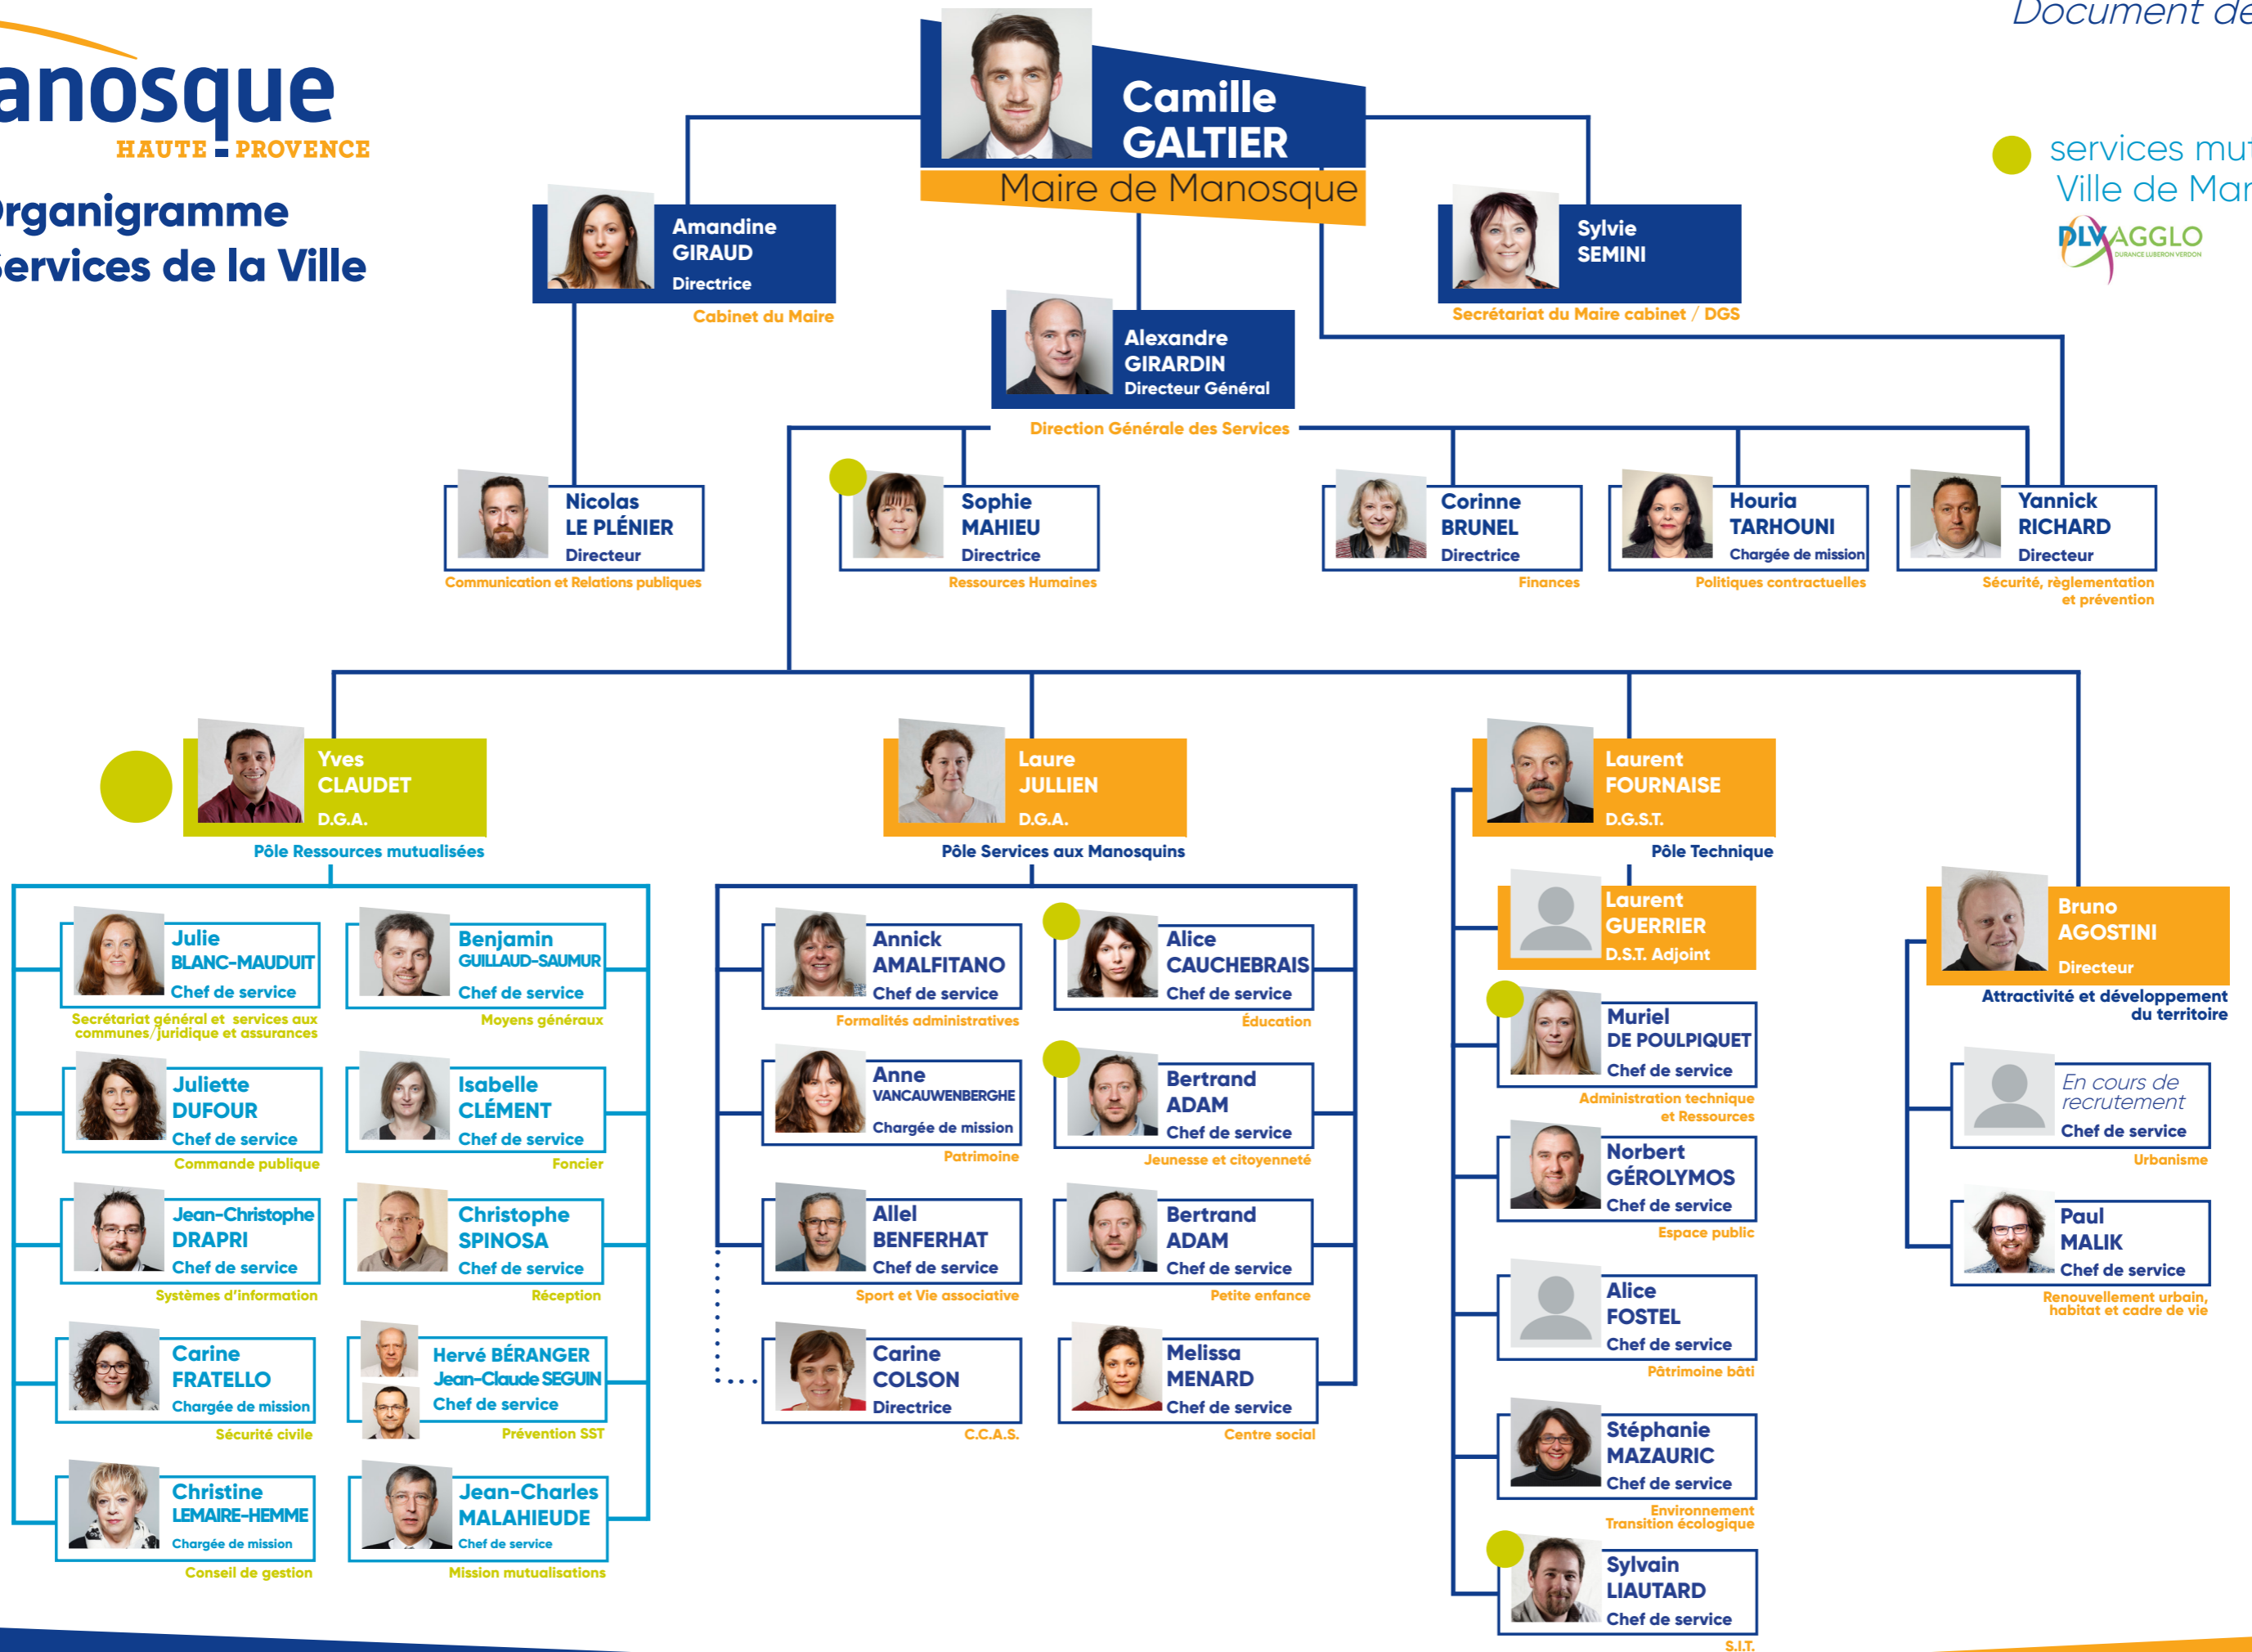 Document de
anosque
HAUTE PROVENCE
Organigramme
Services de la Ville
Camille
GALTIER
Maire de Manosque
services mut
Ville de Man
DLVAGGLO
DURANCE LUBERON VERDON
Amandine
GIRAUD
Directrice
Cabinet du Maire
Sylvie
SEMINI
Secrétariat du Maire cabinet / DGS
Alexandre
GIRARDIN
Directeur Général
Direction Générale des Services
Nicolas
LE PLÉNIER
Directeur
Communication et Relations publiques
Sophie
MAHIEU
Directrice
Ressources Humaines
Corinne
BRUNEL
Directrice
Finances
Houria
TARHOUNI
Chargée de mission
Politiques contractuelles
Yannick
RICHARD
Directeur
Sécurité, règlementation
et prévention
Yves
CLAUDET
D.G.A.
Pôle Ressources mutualisées
Laure
JULLIEN
D.G.A.
Pôle Services aux Manosquins
Laurent
FOURNAISE
D.G.S.T.
Pôle Technique
Julie
BLANC-MAUDUIT
Chef de service
Secrétariat général et services aux
communes/juridique et assurances
Benjamin
GUILLAUD-SAUMUR
Chef de service
Moyens généraux
Juliette
DUFOUR
Chef de service
Commande publique
Isabelle
CLÉMENT
Chef de service
Foncier
Jean-Christophe
DRAPRI
Chef de service
Systèmes d'information
Christophe
SPINOSA
Chef de service
Réception
Carine
FRATELLO
Chargée de mission
Sécurité civile
Hervé BÉRANGER
Jean-Claude SEGUIN
Chef de service
Prévention SST
Christine
LEMAIRE-HEMME
Chargée de mission
Conseil de gestion
Jean-Charles
MALAHIEUDE
Chef de service
Mission mutualisations
Annick
AMALFITANO
Chef de service
Formalités administratives
Alice
CAUCHEBRAIS
Chef de service
Éducation
Anne
VANCAUWENBERGHE
Chargée de mission
Patrimoine
Bertrand
ADAM
Chef de service
Jeunesse et citoyenneté
Allel
BENFERHAT
Chef de service
Sport et Vie associative
Bertrand
ADAM
Chef de service
Petite enfance
Carine
COLSON
Directrice
C.C.A.S.
Melissa
MENARD
Chef de service
Centre social
Laurent
GUERRIER
D.S.T. Adjoint
Muriel
DE POULPIQUET
Chef de service
Administration technique
et Ressources
Norbert
GÉROLYMOS
Chef de service
Espace public
Alice
FOSTEL
Chef de service
Pâtrimoine bâti
Stéphanie
MAZAURIC
Chef de service
Environnement
Transition écologique
Sylvain
LIAUTARD
Chef de service
S.I.T.
Bruno
AGOSTINI
Directeur
Attractivité et développement
du territoire
En cours de
recrutement
Chef de service
Urbanisme
Paul
MALIK
Chef de service
Renouvellement urbain,
habitat et cadre de vie